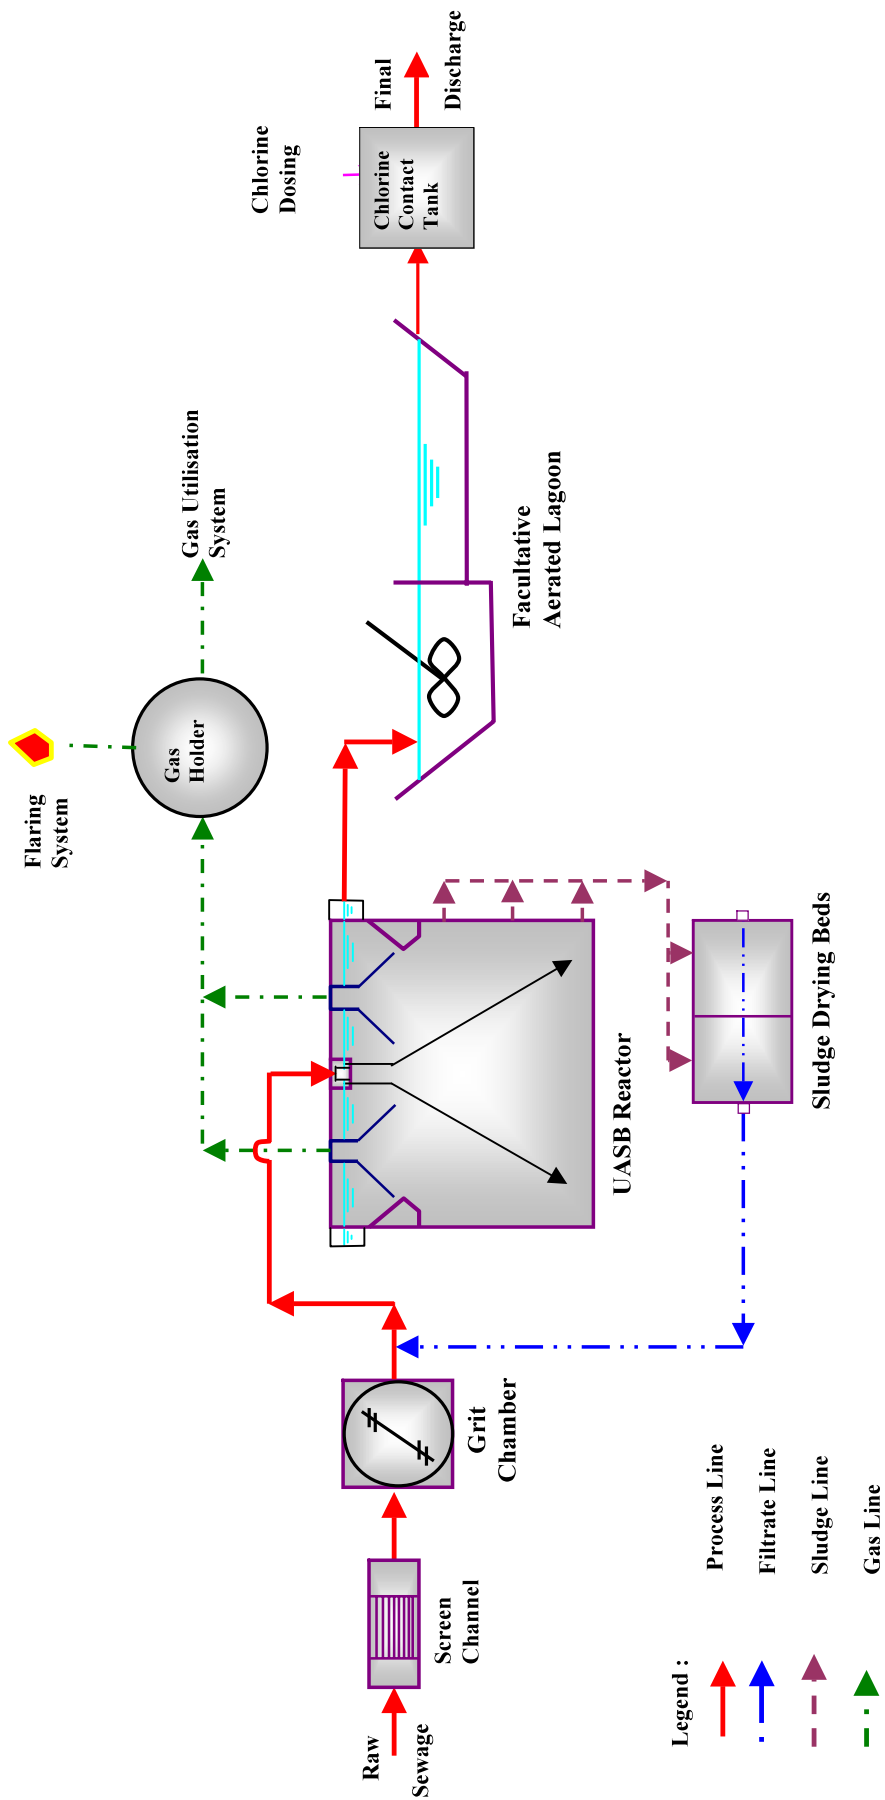 Raw
Sewage
Screen
Channel
Grit
Chamber
UASB Reactor
Sludge Drying Beds
Flaring
System
Gas
Holder
Gas Utilisation
System
Facultative
Aerated Lagoon
Chlorine
Dosing
Chlorine
Contact
Tank
Final
Discharge
Legend :
Process Line
Filtrate Line
Sludge Line
Gas Line